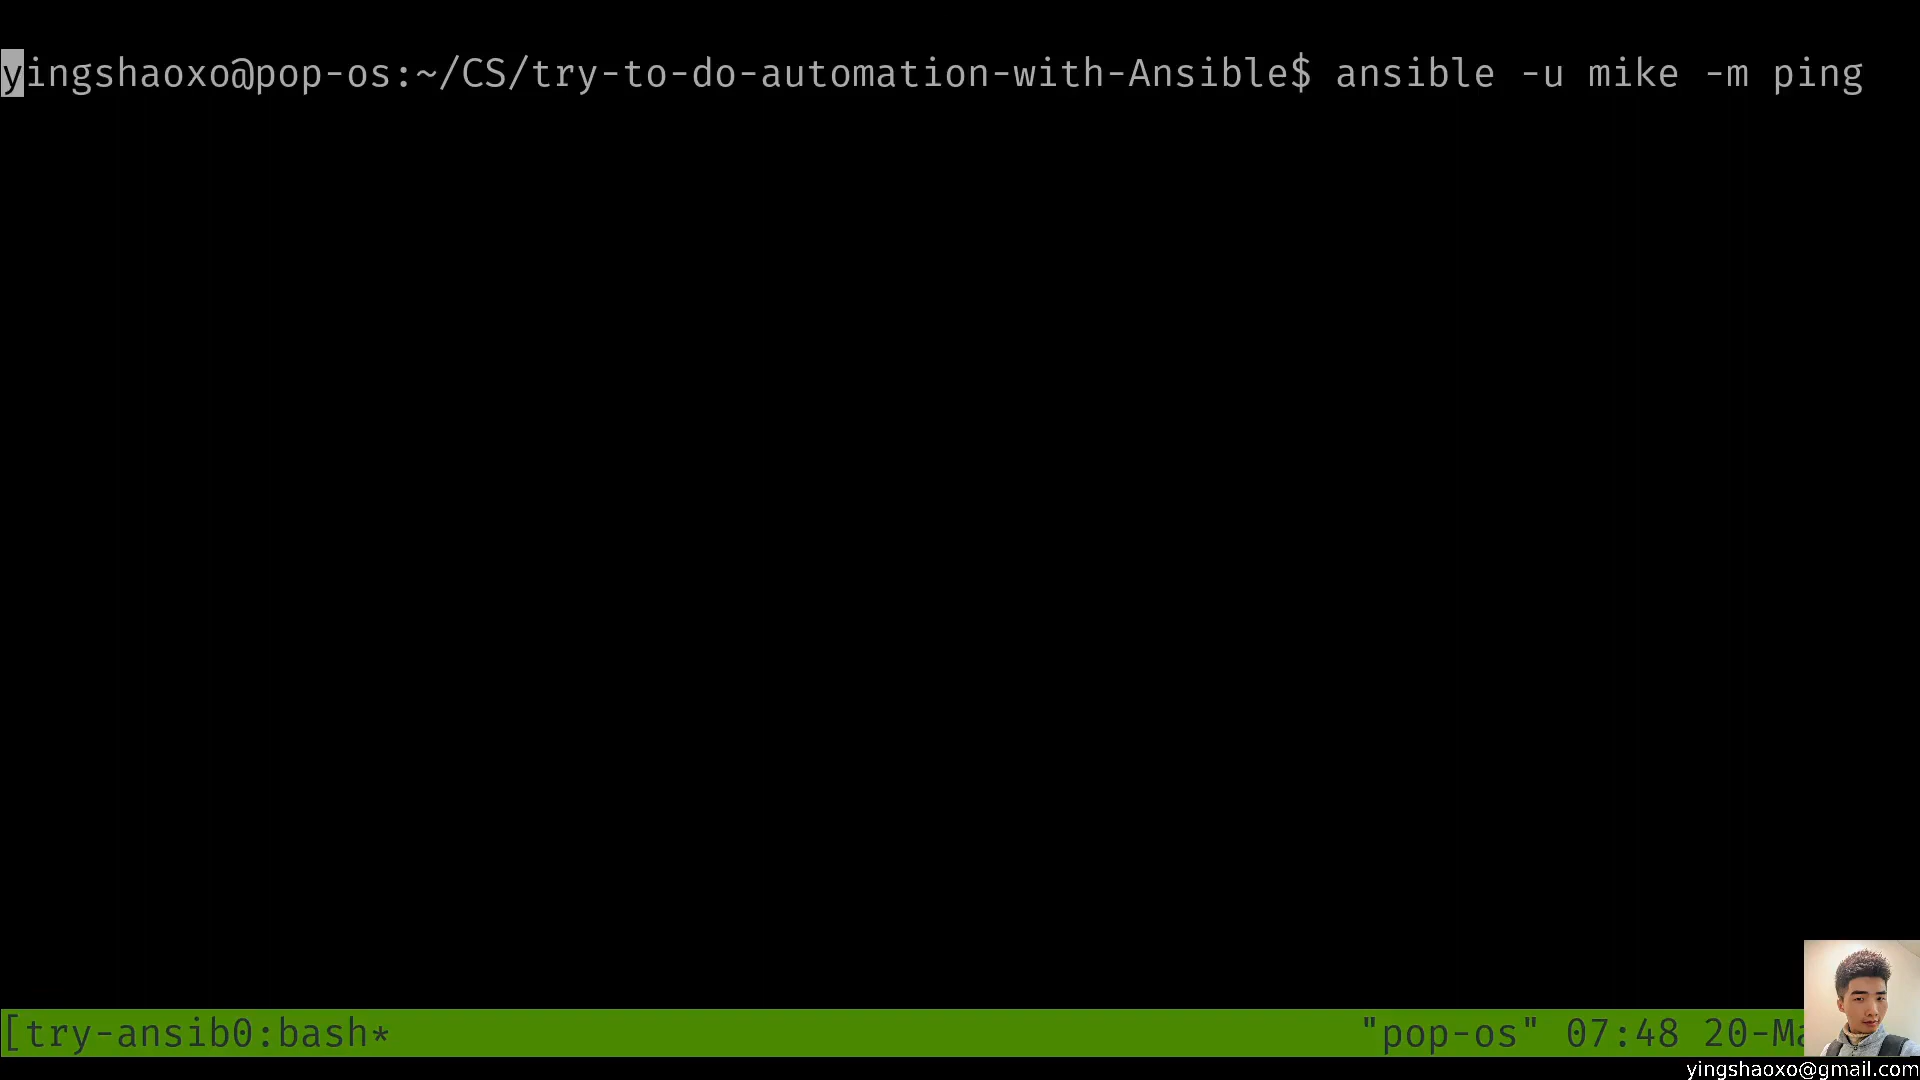 yingshaoxo@pop-os:~/CS/try-to-do-automation-with-Ansible$ ansible -u mike -m ping
[try-ansib0:bash* "pop-os" 07:48 20-Ma
yingshaoxo@gmail.com